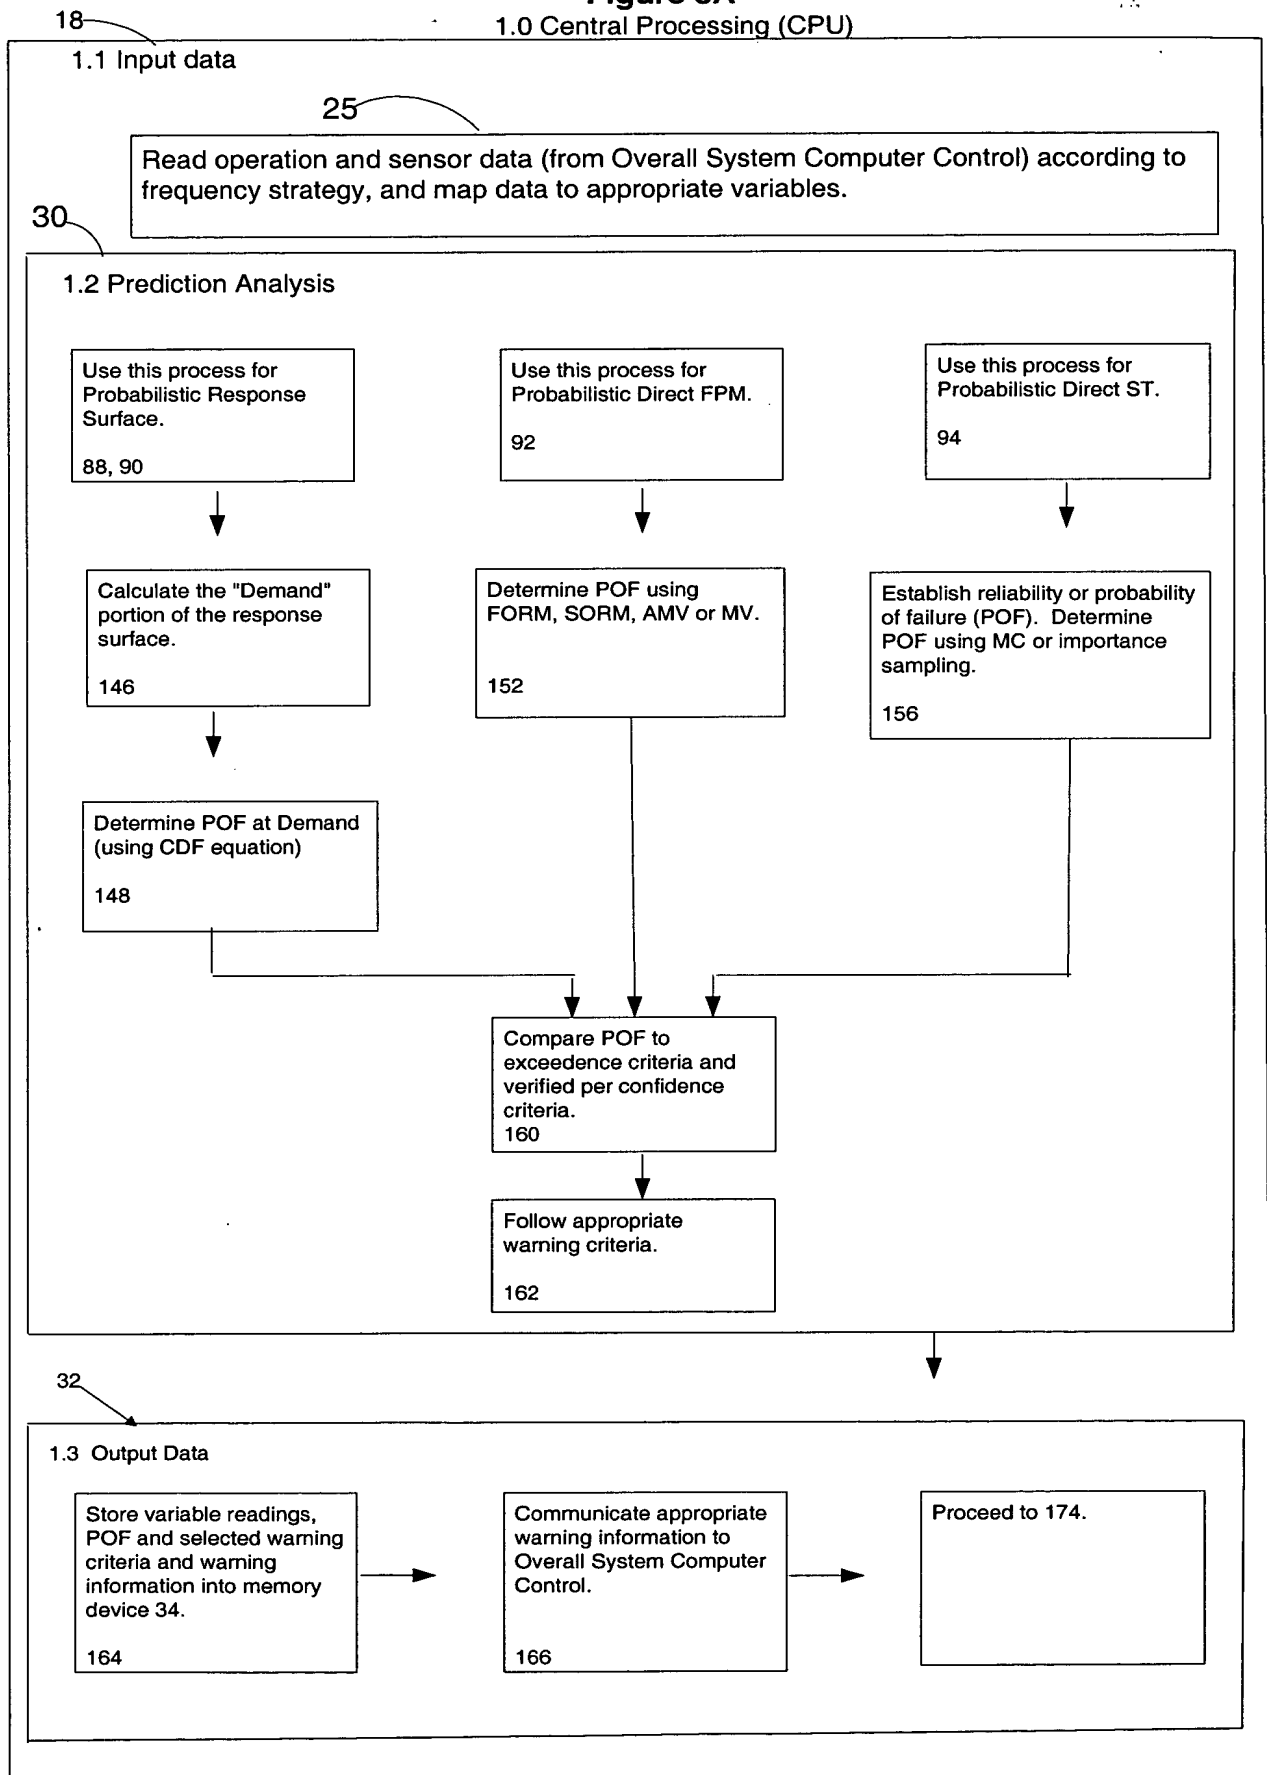 18
1.0 Central Processing (CPU)
1.1 Input data
25
Read operation and sensor data (from Overall System Computer Control) according to
frequency strategy, and map data to appropriate variables.
30
1.2 Prediction Analysis
Use this process for
Probabilistic Response
Surface.
88, 90
Use this process for
Probabilistic Direct FPM.
92
Use this process for
Probabilistic Direct ST.
94
Calculate the "Demand"
portion of the response
surface.
146
Determine POF using
FORM, SORM, AMV or MV.
152
Establish reliability or probability
of failure (POF). Determine
POF using MC or importance
sampling.
156
Determine POF at Demand
(using CDF equation)
148
Compare POF to
exceedence criteria and
verified per confidence
criteria.
160
Follow appropriate
warning criteria.
162
32
1.3 Output Data
Store variable readings,
POF and selected warning
criteria and warning
information into memory
device 34.
164
Communicate appropriate
warning information to
Overall System Computer
Control.
166
Proceed to 174.